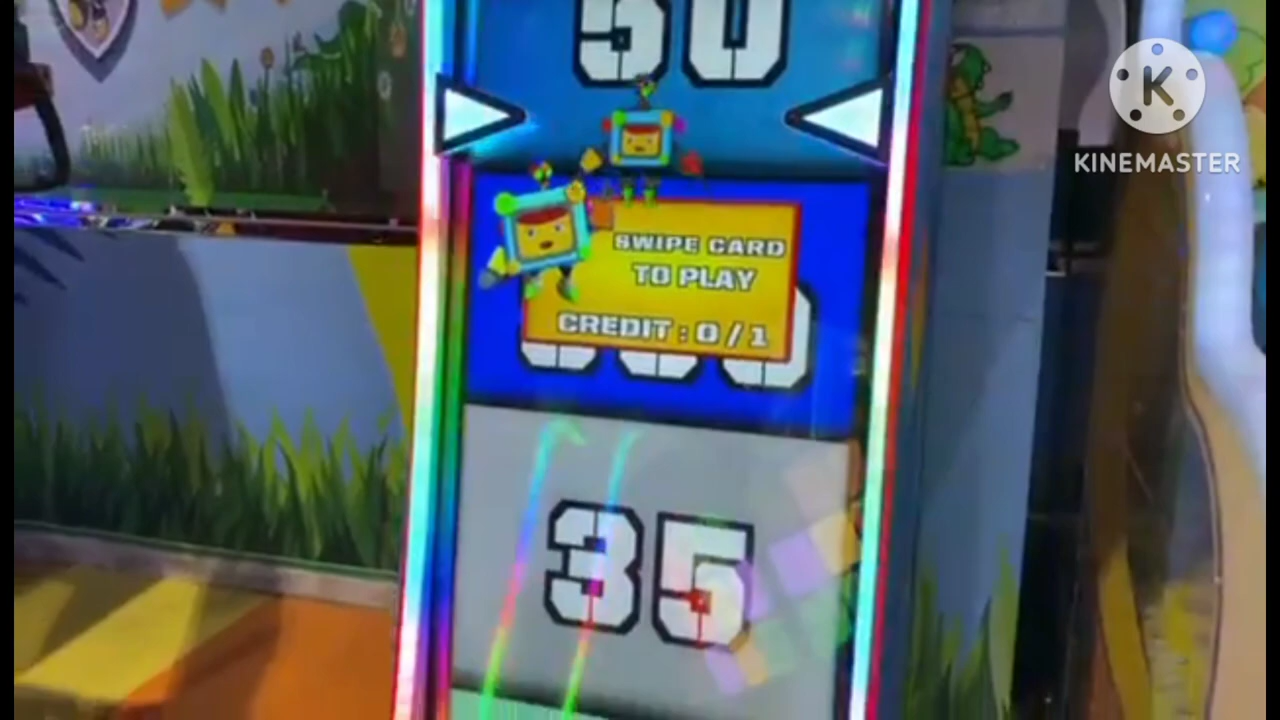 50
K
KINEMASTER
SWIPE CARD
TO PLAY
CREDIT : 0 / 1
35